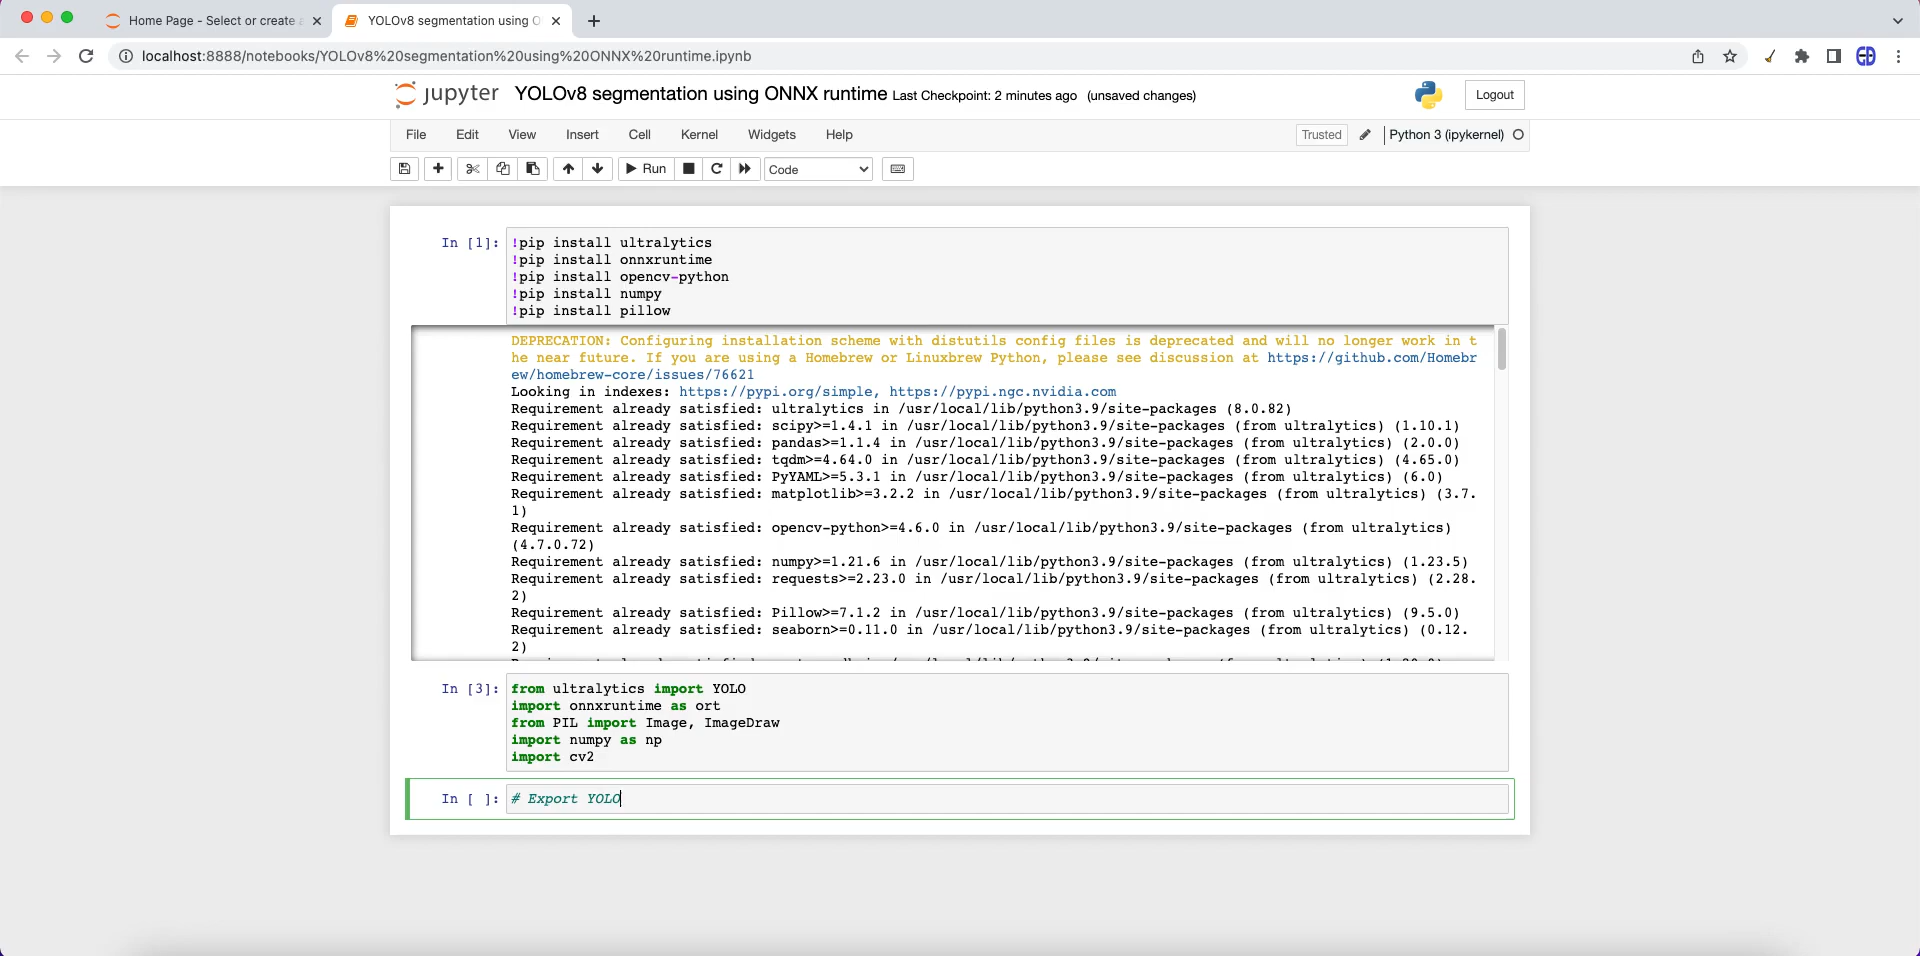 Home Page - Select or create a
YOLOv8 segmentation using O
localhost:8888/notebooks/YOLOv8%20segmentation%20using%20ONNX%20runtime.ipynb
jupyter YOLOv8 segmentation using ONNX runtime Last Checkpoint: 2 minutes ago (unsaved changes)
Logout
File Edit View Insert Cell Kernel Widgets Help
Trusted
Python 3 (ipykernel)
Run
Code
In [1]: !pip install ultralytics
!pip install onnxruntime
!pip install opencv-python
!pip install numpy
!pip install pillow
DEPRECATION: Configuring installation scheme with distutils config files is deprecated and will no longer work in t
he near future. If you are using a Homebrew or Linuxbrew Python, please see discussion at https://github.com/Homebr
ew/homebrew-core/issues/76621
Looking in indexes: https://pypi.org/simple, https://pypi.ngc.nvidia.com
Requirement already satisfied: ultralytics in /usr/local/lib/python3.9/site-packages (8.0.82)
Requirement already satisfied: scipy>=1.4.1 in /usr/local/lib/python3.9/site-packages (from ultralytics) (1.10.1)
Requirement already satisfied: pandas>=1.1.4 in /usr/local/lib/python3.9/site-packages (from ultralytics) (2.0.0)
Requirement already satisfied: tqdm>=4.64.0 in /usr/local/lib/python3.9/site-packages (from ultralytics) (4.65.0)
Requirement already satisfied: PyYAML>=5.3.1 in /usr/local/lib/python3.9/site-packages (from ultralytics) (6.0)
Requirement already satisfied: matplotlib>=3.2.2 in /usr/local/lib/python3.9/site-packages (from ultralytics) (3.7.
1)
Requirement already satisfied: opencv-python>=4.6.0 in /usr/local/lib/python3.9/site-packages (from ultralytics)
(4.7.0.72)
Requirement already satisfied: numpy>=1.21.6 in /usr/local/lib/python3.9/site-packages (from ultralytics) (1.23.5)
Requirement already satisfied: requests>=2.23.0 in /usr/local/lib/python3.9/site-packages (from ultralytics) (2.28.
2)
Requirement already satisfied: Pillow>=7.1.2 in /usr/local/lib/python3.9/site-packages (from ultralytics) (9.5.0)
Requirement already satisfied: seaborn>=0.11.0 in /usr/local/lib/python3.9/site-packages (from ultralytics) (0.12.
2)
In [3]: from ultralytics import YOLO
import onnxruntime as ort
from PIL import Image, ImageDraw
import numpy as np
import cv2
In [ ]: # Export YOLO